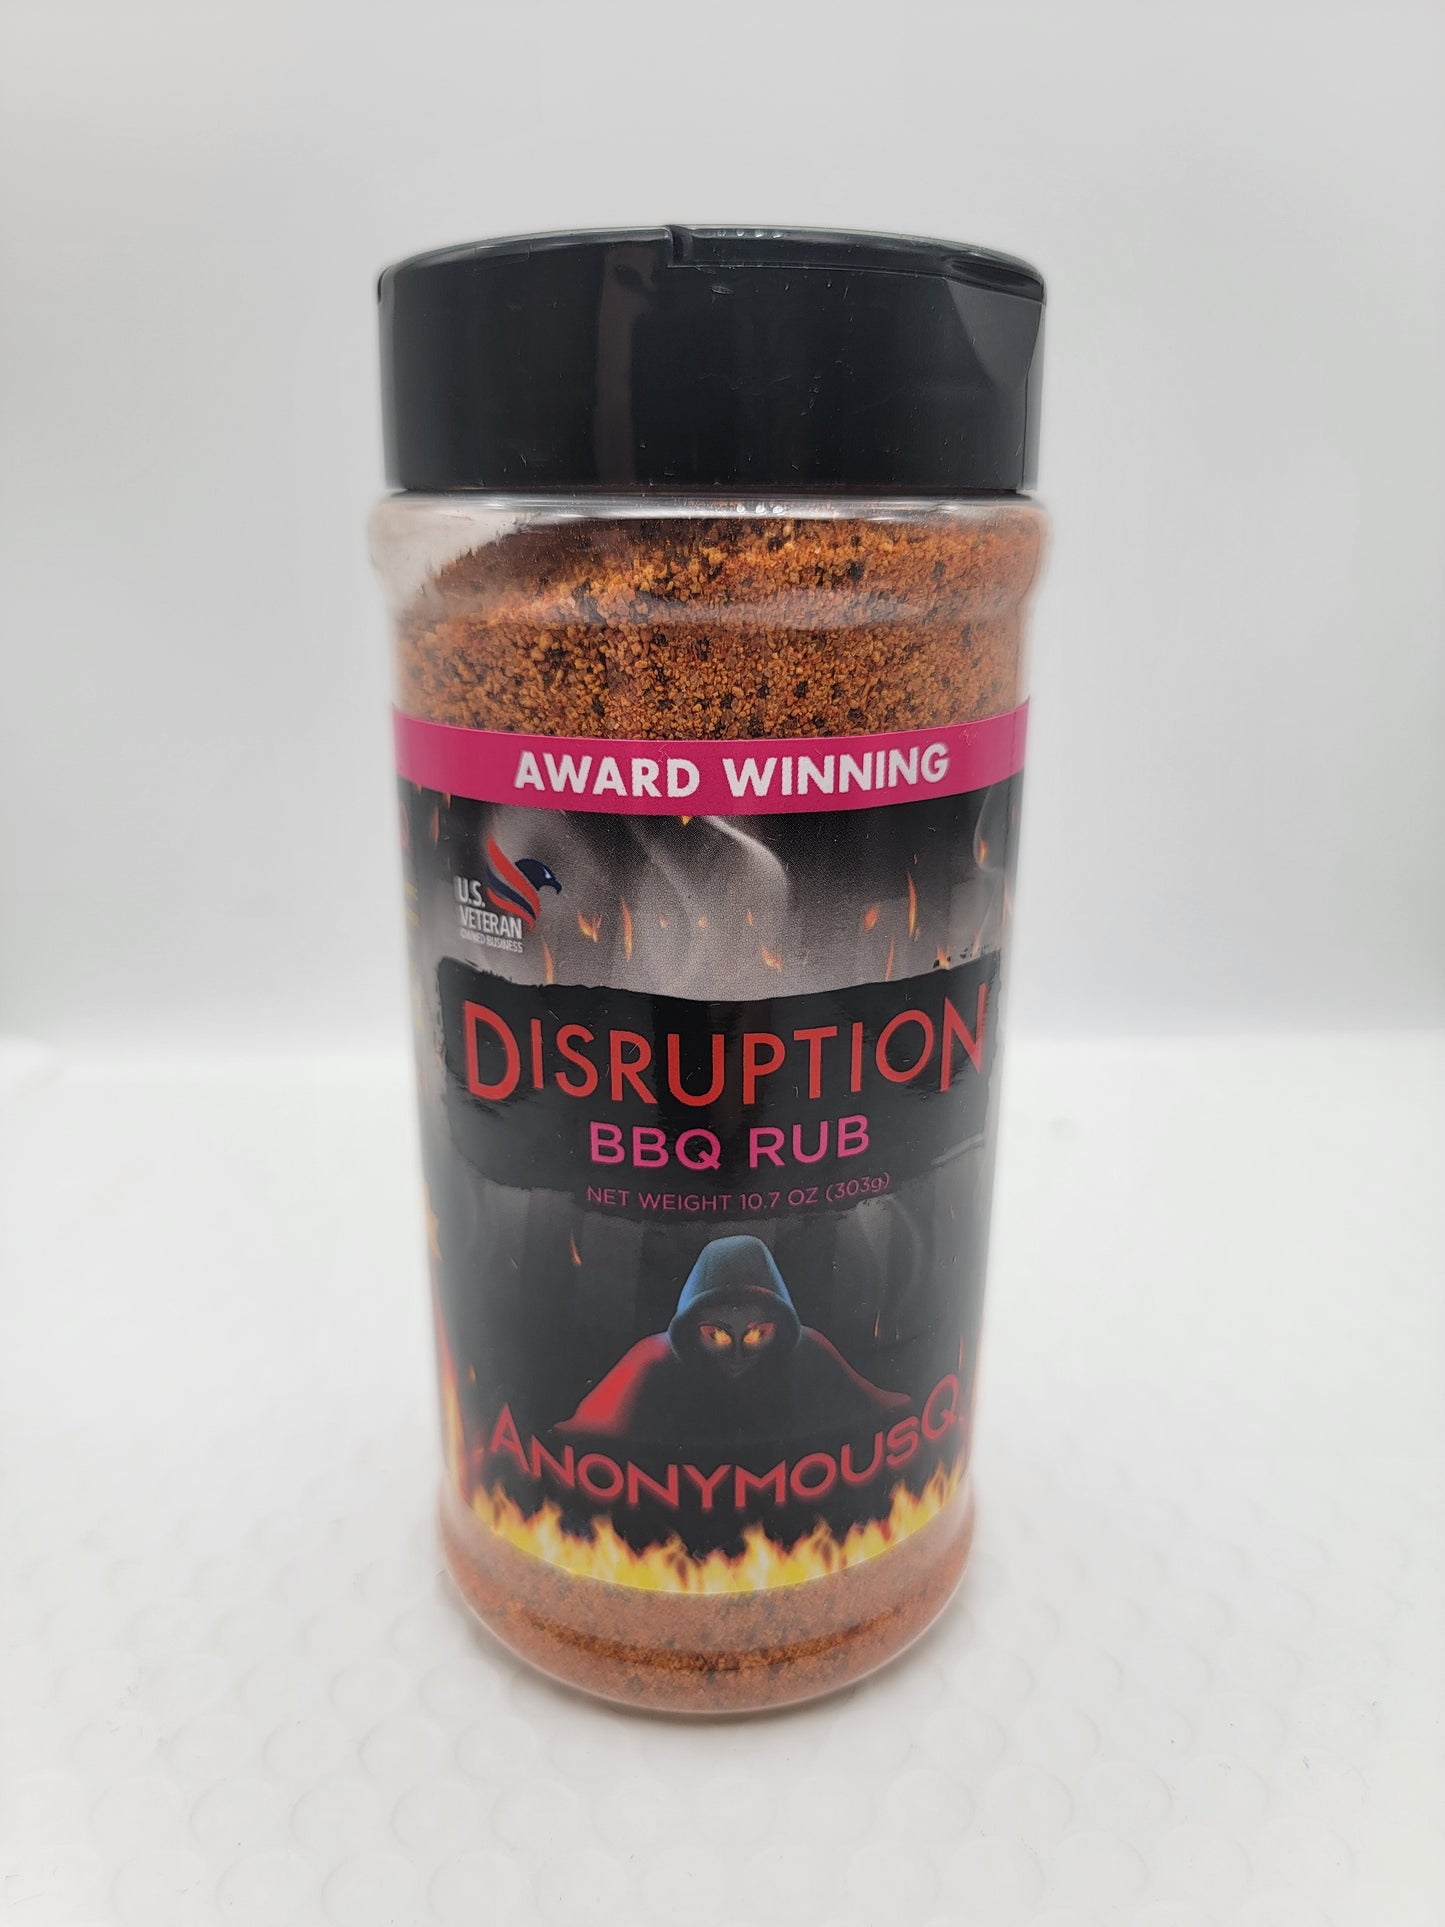 AWARD WINNING
U.S.
VETERAN
OWNED BUSINESS
DISRUPTION
BBQ RUB
NET WEIGHT 10.7 OZ (303g)
ANONYMOUSQ